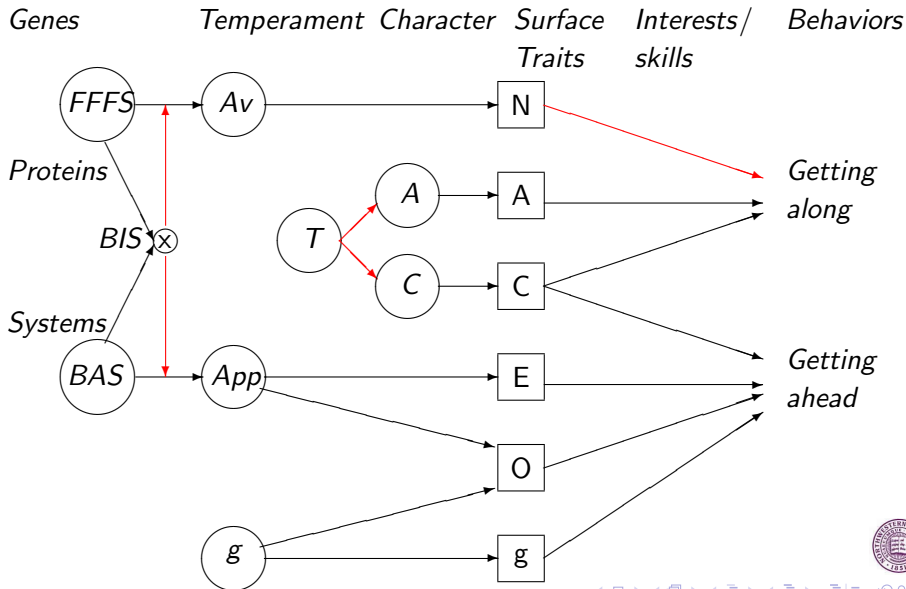 Genes Temperament Character Surface Interests/ Behaviors
Traits skills
FFFS Av N
Proteins Getting
A A along
BIS x T
C C
Systems
BAS App E Getting
ahead
O
g g